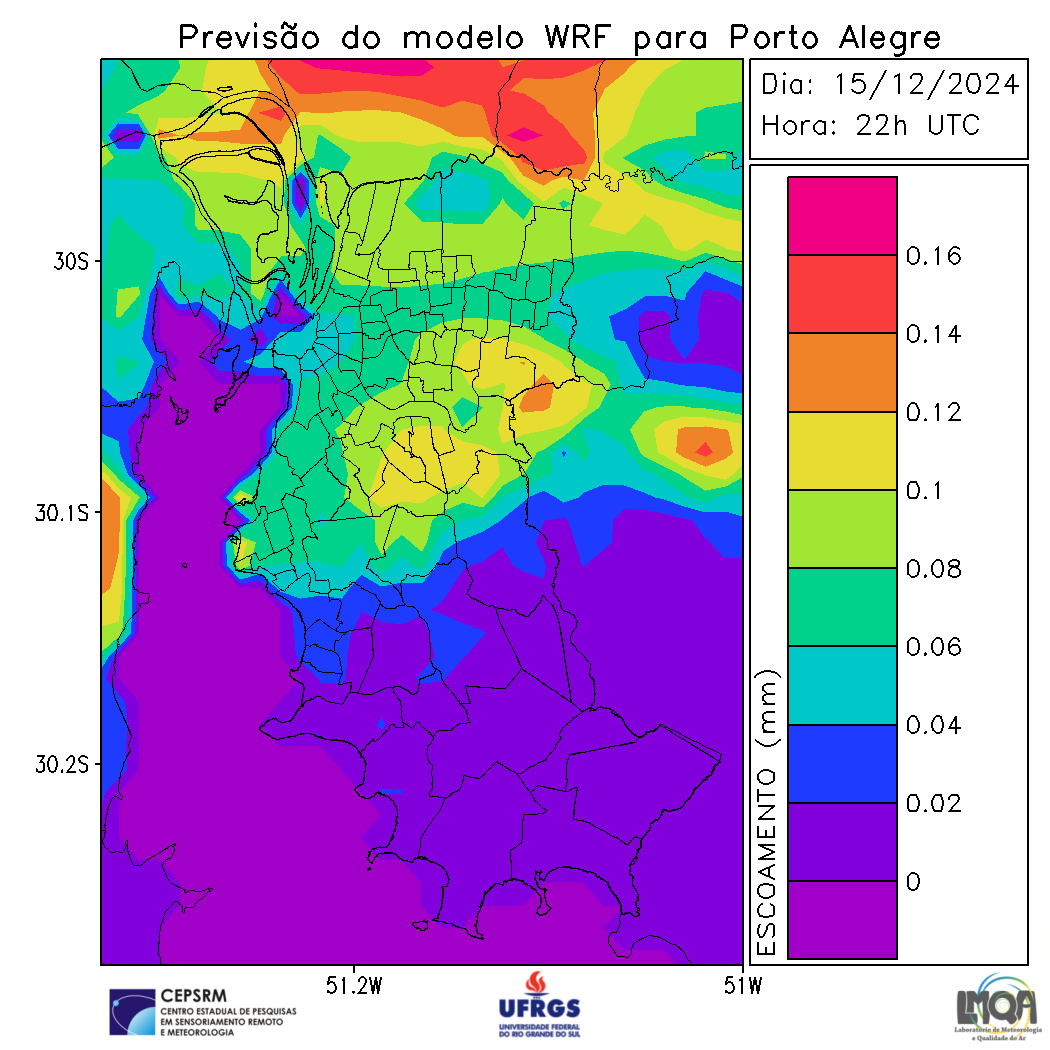 Previsão do modelo WRF para Porto Alegre
Dia: 15/12/2024
Hora: 22h UTC
30S
30.1S
30.2S
51.2W
51W
ESCOAMENTO (mm)
0.16
0.14
0.12
0.1
0.08
0.06
0.04
0.02
0
CEPSRM
CENTRO ESTADUAL DE PESQUISAS
EM SENSORIAMENTO REMOTO
E METEOROLOGIA
UFRGS
UNIVERSIDADE FEDERAL
DO RIO GRANDE DO SUL
LMQA
Laboratório de Meteorologia
e Qualidade do Ar